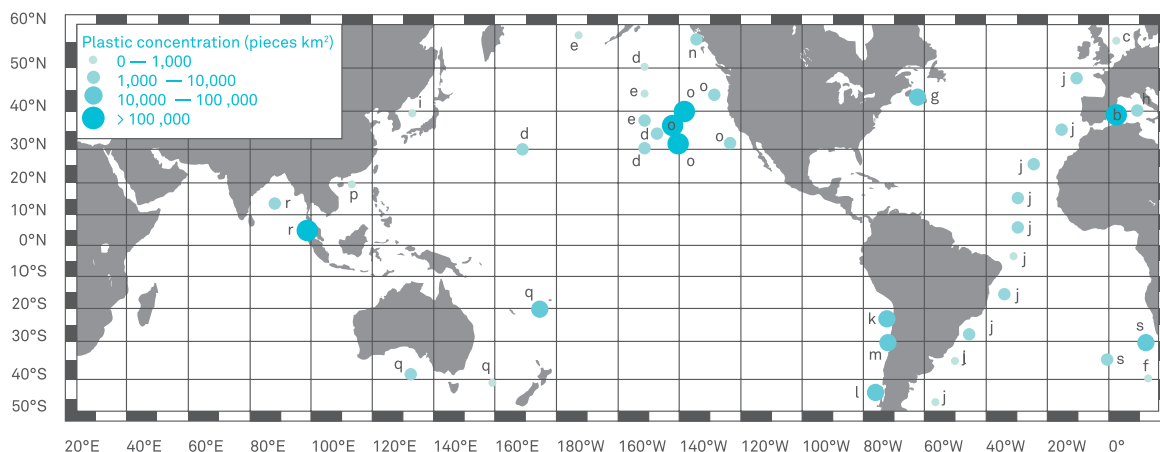 60°N
50°N
40°N
30°N
20°N
10°N
0°N
10°S
20°S
30°S
40°S
50°S
Plastic concentration (pieces km²)
0 — 1,000
1,000 — 10,000
10,000 — 100 ,000
> 100 ,000
e
n
c
d
j
e
o
o
g
i
e
o
b
h
d
d
o
j
d
o
j
p
r
j
r
j
j
q
j
k
j
s
m
j
s
q
q
f
l
j
20°E
60°E
80°E
100°E
140°E
160°E
180°W
160°W
140°W
120°W
100°W
80°W
60°W
40°W
20°W
0°